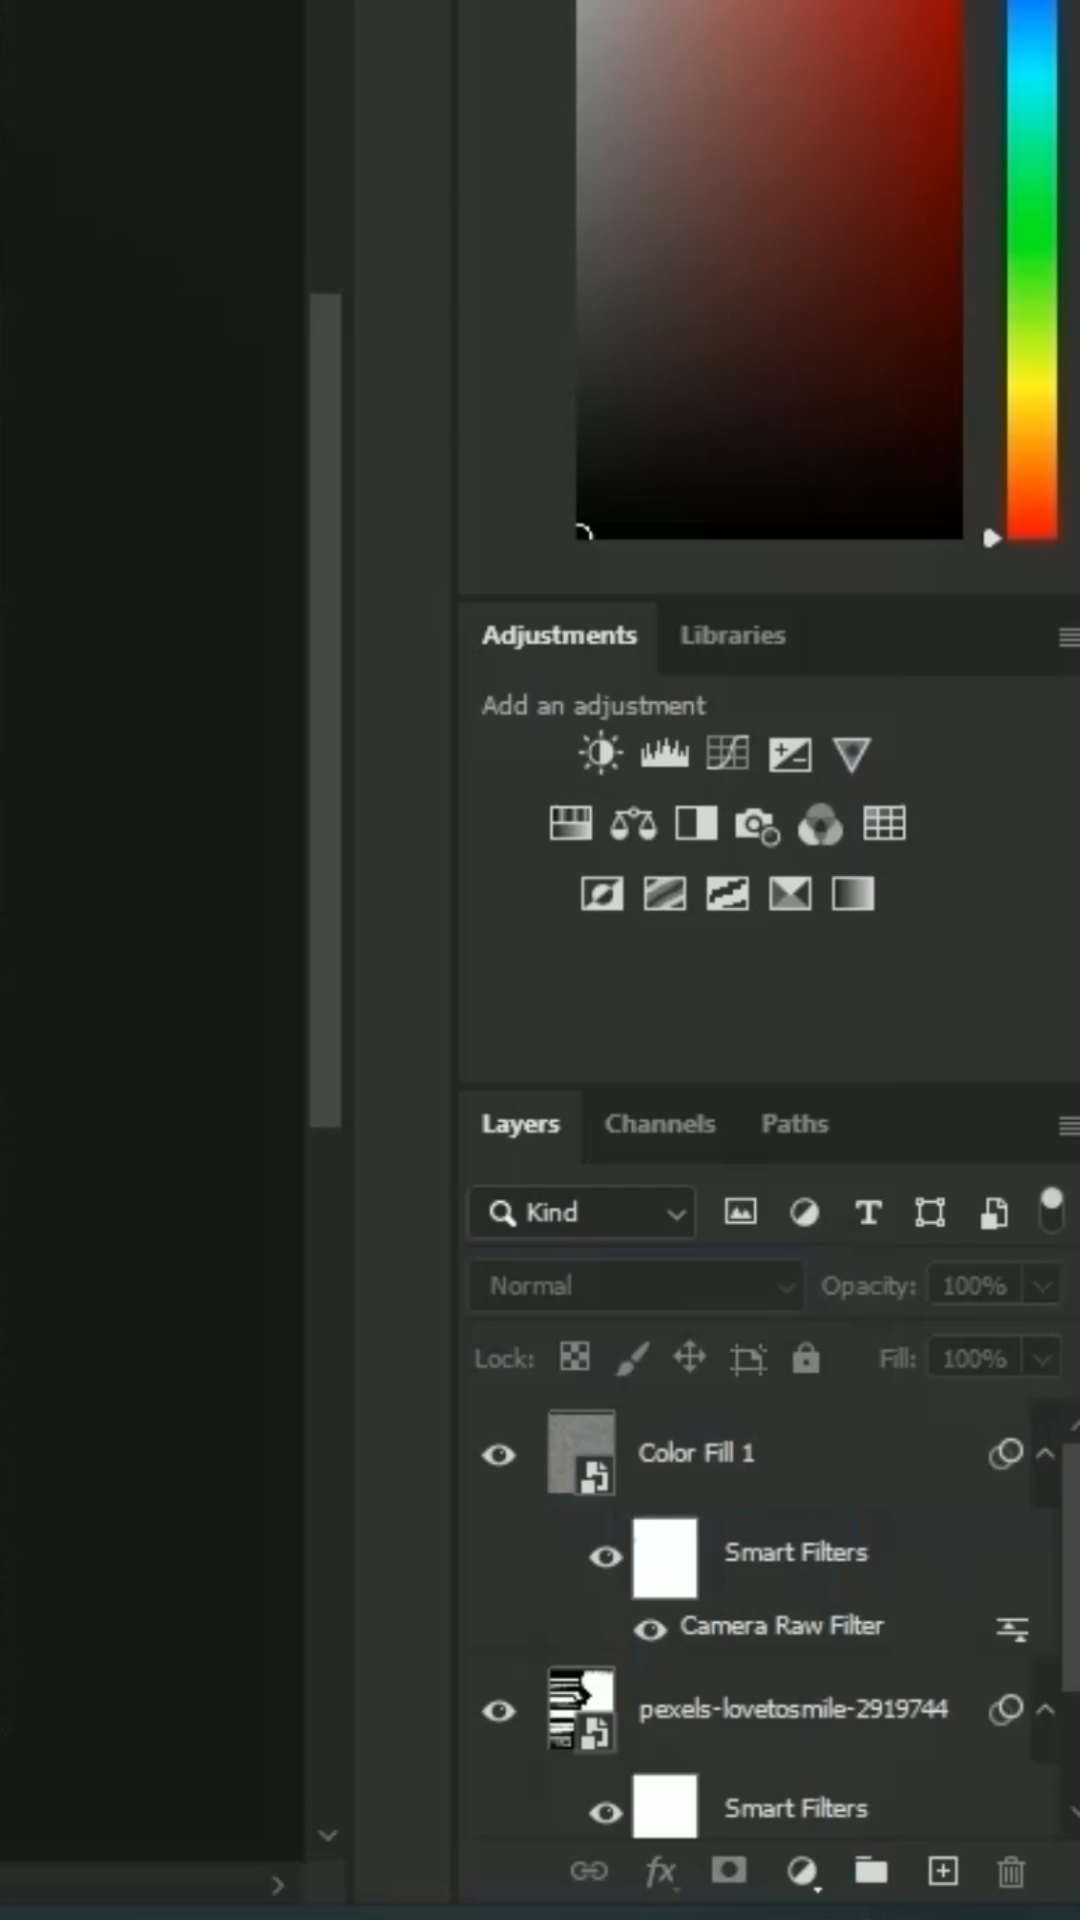 Adjustments Libraries
Add an adjustment
Layers Channels Paths
Kind T
Normal Opacity: 100%
Lock: Fill: 100%
Color Fill 1
Smart Filters
Camera Raw Filter
pexels-lovetosmile-2919744
Smart Filters
fx